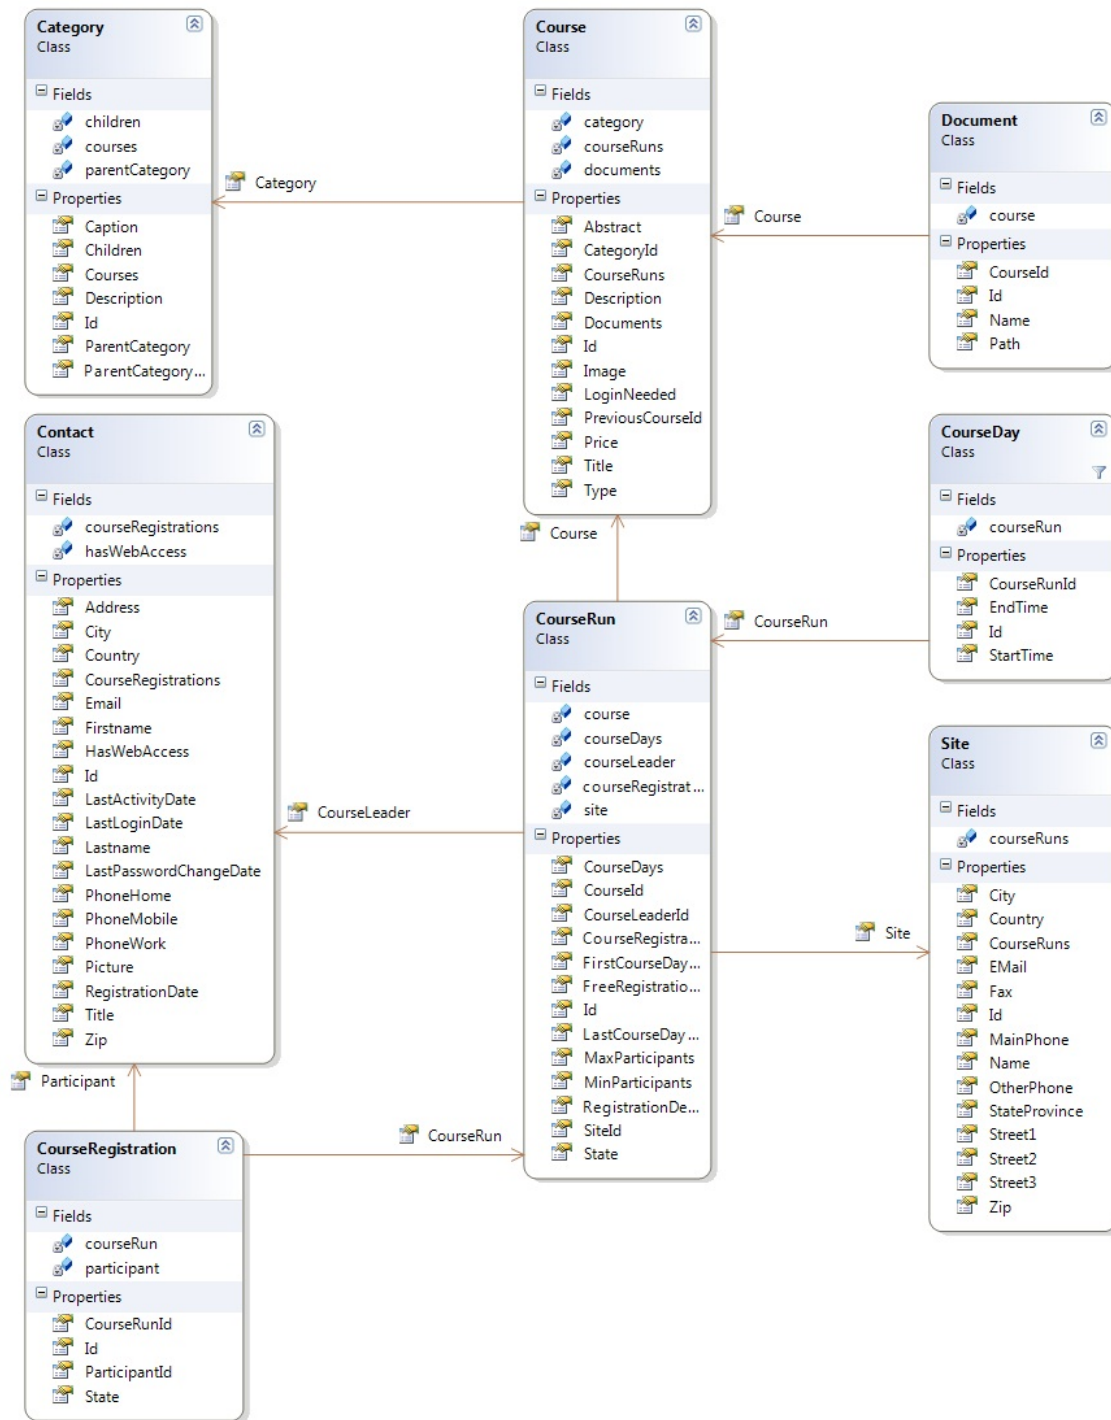 Category
Class
Fields
children
courses
parentCategory
Properties
Caption
Children
Courses
Description
Id
ParentCategory
ParentCategory...
Category
Course
Class
Fields
category
courseRuns
documents
Properties
Abstract
CategoryId
CourseRuns
Description
Documents
Id
Image
LoginNeeded
PreviousCourseId
Price
Title
Type
Course
Document
Class
Fields
course
Properties
CourseId
Id
Name
Path
Contact
Class
Fields
courseRegistrations
hasWebAccess
Properties
Address
City
Country
CourseRegistrations
Email
Firstname
HasWebAccess
Id
LastActivityDate
LastLoginDate
Lastname
LastPasswordChangeDate
PhoneHome
PhoneMobile
PhoneWork
Picture
RegistrationDate
Title
Zip
Course
CourseLeader
CourseRun
Class
Fields
course
courseDays
courseLeader
courseRegistrat...
site
Properties
CourseDays
CourseId
CourseLeaderId
CourseRegistra...
FirstCourseDay...
FreeRegistratio...
Id
LastCourseDay...
MaxParticipants
MinParticipants
RegistrationDe...
SiteId
State
CourseRun
CourseDay
Class
Fields
courseRun
Properties
CourseRunId
EndTime
Id
StartTime
Site
Site
Class
Fields
courseRuns
Properties
City
Country
CourseRuns
EMail
Fax
Id
MainPhone
Name
OtherPhone
StateProvince
Street1
Street2
Street3
Zip
Participant
CourseRun
CourseRegistration
Class
Fields
courseRun
participant
Properties
CourseRunId
Id
ParticipantId
State